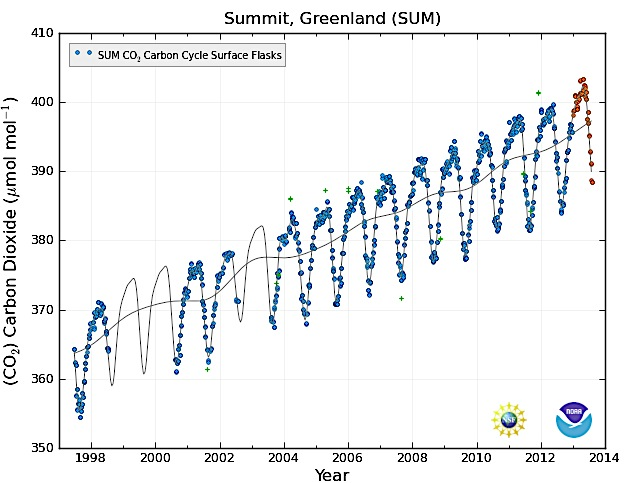 Summit, Greenland (SUM)
SUM CO₂ Carbon Cycle Surface Flasks
410
400
390
380
370
360
350
(CO₂) Carbon Dioxide (μmol mol⁻¹)
1998 2000 2002 2004 2006 2008 2010 2012 2014
Year
NSF
NOAA